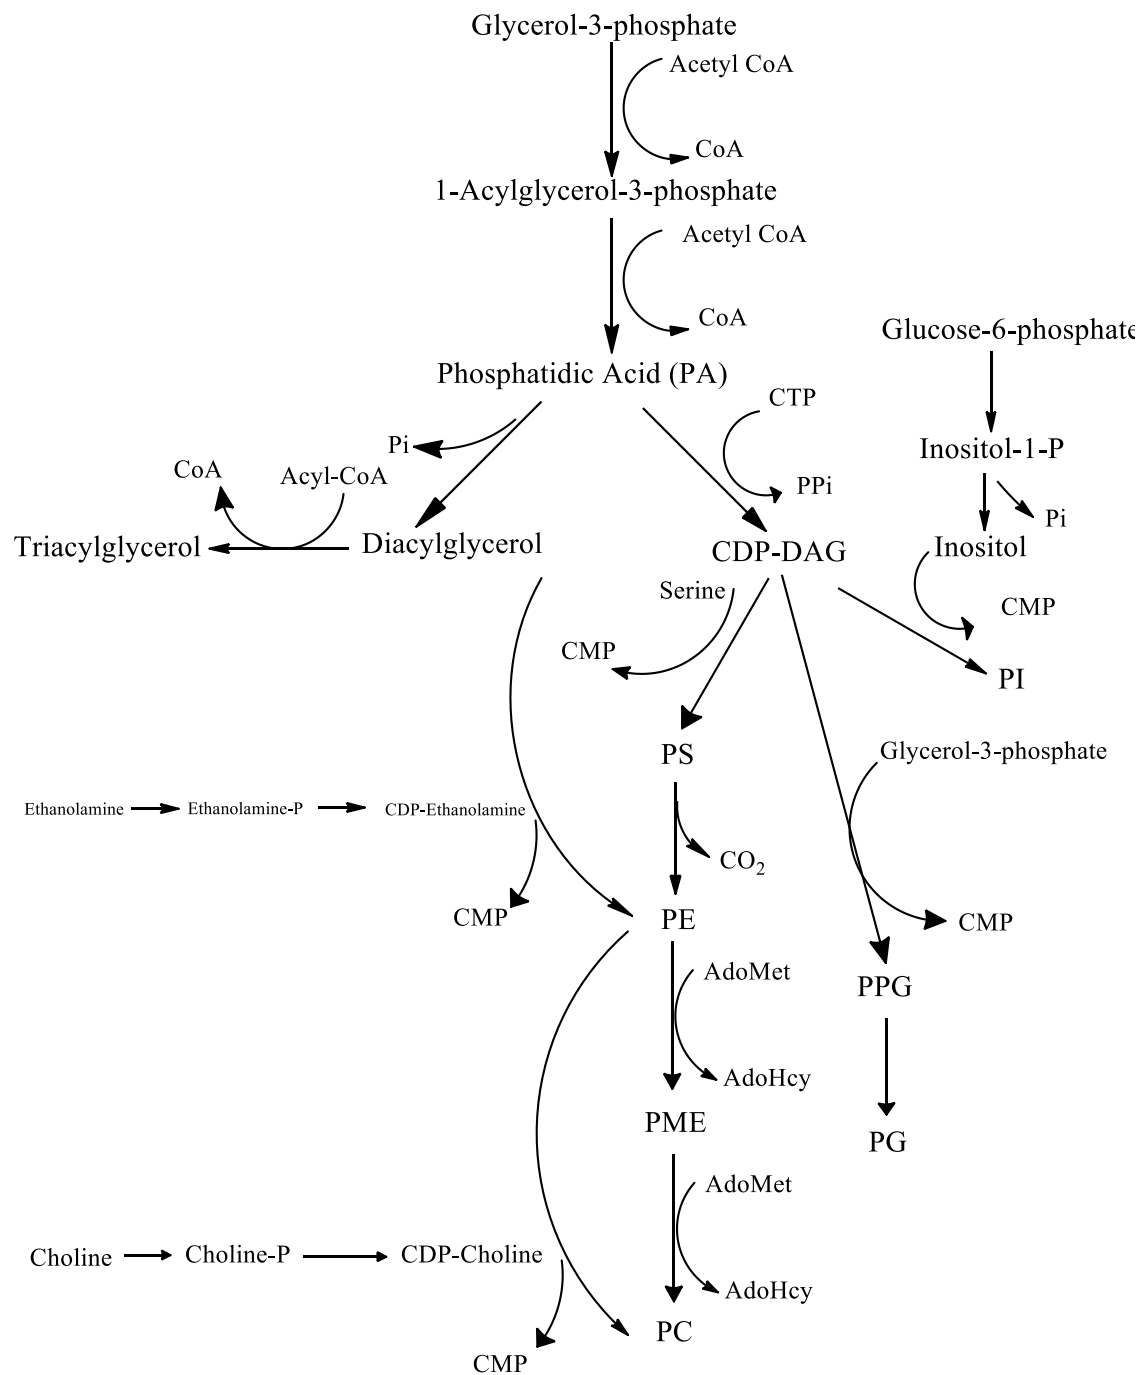 Glycerol-3-phosphate
Acetyl CoA
CoA
1-Acylglycerol-3-phosphate
Acetyl CoA
CoA
Glucose-6-phosphate
Phosphatidic Acid (PA)
CTP
Pi
Inositol-1-P
CoA
Acyl-CoA
PPi
Pi
Triacylglycerol
Diacylglycerol
CDP-DAG
Inositol
Serine
CMP
CMP
PI
PS
Glycerol-3-phosphate
Ethanolamine
Ethanolamine-P
CDP-Ethanolamine
CO2
CMP
PE
CMP
AdoMet
PPG
AdoHcy
PME
PG
AdoMet
Choline
Choline-P
CDP-Choline
AdoHcy
PC
CMP